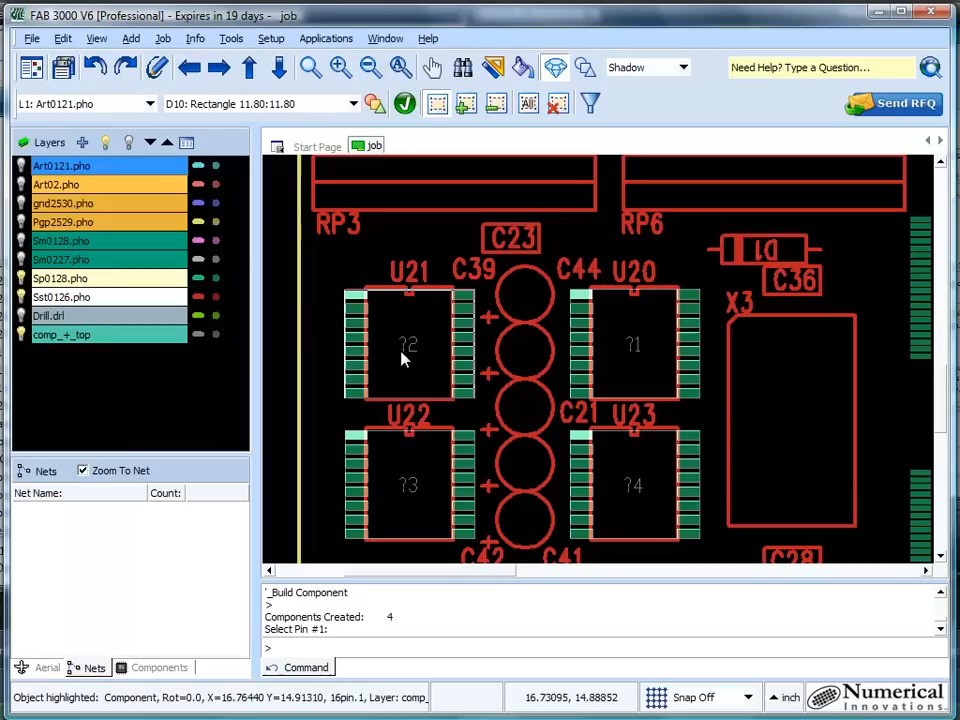 FAB 3000 V6 [Professional] - Expires in 19 days - job
File Edit View Add Job Info Tools Setup Applications Window Help
Shadow
Need Help? Type a Question...
L1: Art0121.pho
D10: Rectangle 11.80:11.80
All
Send RFQ
Layers
Start Page
job
Art0121.pho
Art02.pho
gnd2530.pho
Pgp2529.pho
Sm0128.pho
Sm0227.pho
Sp0128.pho
Sst0126.pho
Drill.drl
comp_+_top
RP3
RP6
C23
D1
U21
C39
C44
U20
C36
X3
?2
?1
U22
C21
U23
?3
?4
C42
C41
C28
Nets
Zoom To Net
Net Name:
Count:
'_Build Component
>
Components Created: 4
Select Pin #1:
>
Aerial
Nets
Components
Command
Object highlighted: Component, Rot=0.0, X=16.76440 Y=14.91310, 16pin.1, Layer: comp_
16.73095, 14.88852
Snap Off
inch
Numerical
Innovations